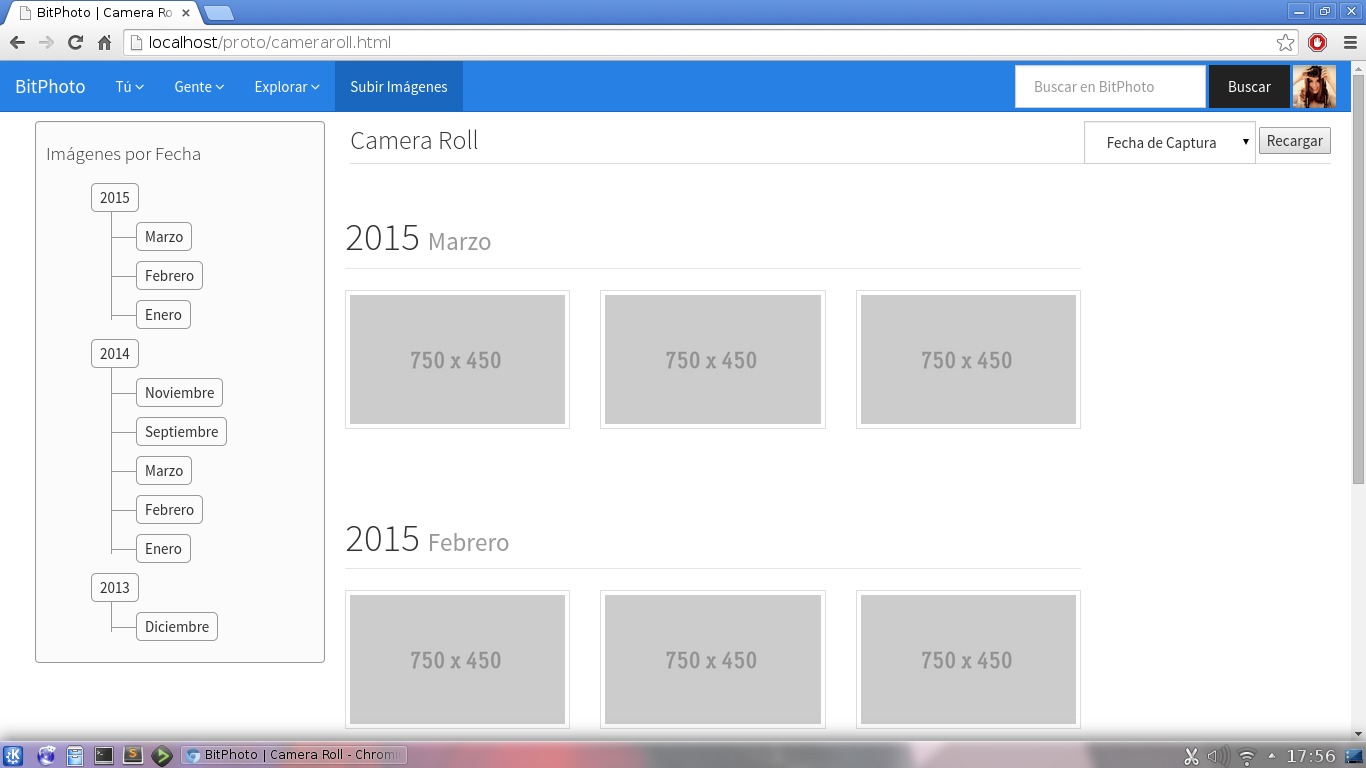 BitPhoto | Camera Ro
localhost/proto/cameraroll.html
BitPhoto Tú Gente Explorar Subir Imágenes Buscar en BitPhoto Buscar
Imágenes por Fecha
2015
Marzo
Febrero
Enero
2014
Noviembre
Septiembre
Marzo
Febrero
Enero
2013
Diciembre
Camera Roll
Fecha de Captura Recargar
2015 Marzo
750 x 450 750 x 450 750 x 450
2015 Febrero
750 x 450 750 x 450 750 x 450
BitPhoto | Camera Roll - Chromi
17:56